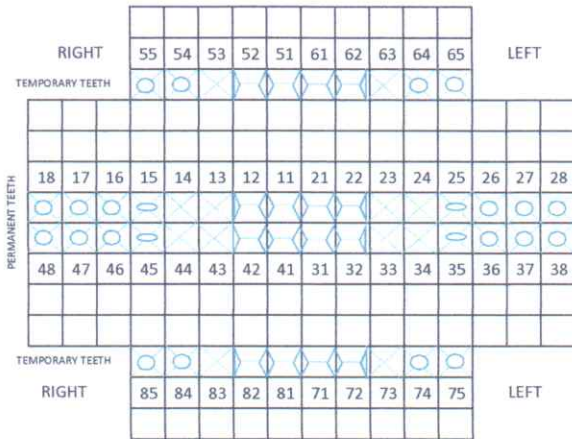 RIGHT 55 54 53 52 51 61 62 63 64 65 LEFT
TEMPORARY TEETH
PERMANENT TEETH
18 17 16 15 14 13 12 11 21 22 23 24 25 26 27 28
48 47 46 45 44 43 42 41 31 32 33 34 35 36 37 38
TEMPORARY TEETH
RIGHT 85 84 83 82 81 71 72 73 74 75 LEFT